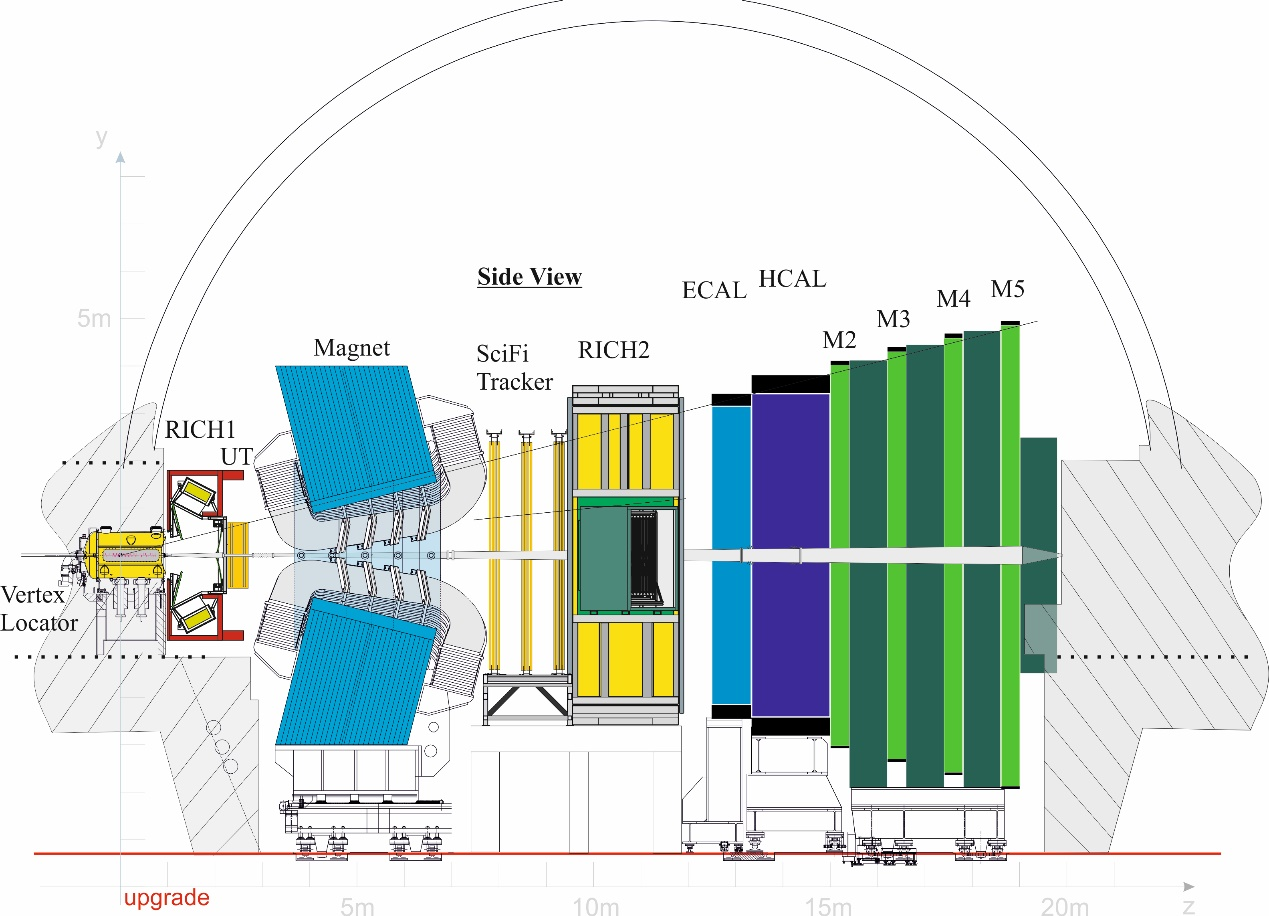 y
5m
Side View
ECAL
HCAL
M2
M3
M4
M5
Magnet
SciFi
Tracker
RICH2
RICH1
UT
Vertex
Locator
upgrade
5m
10m
15m
20m
z